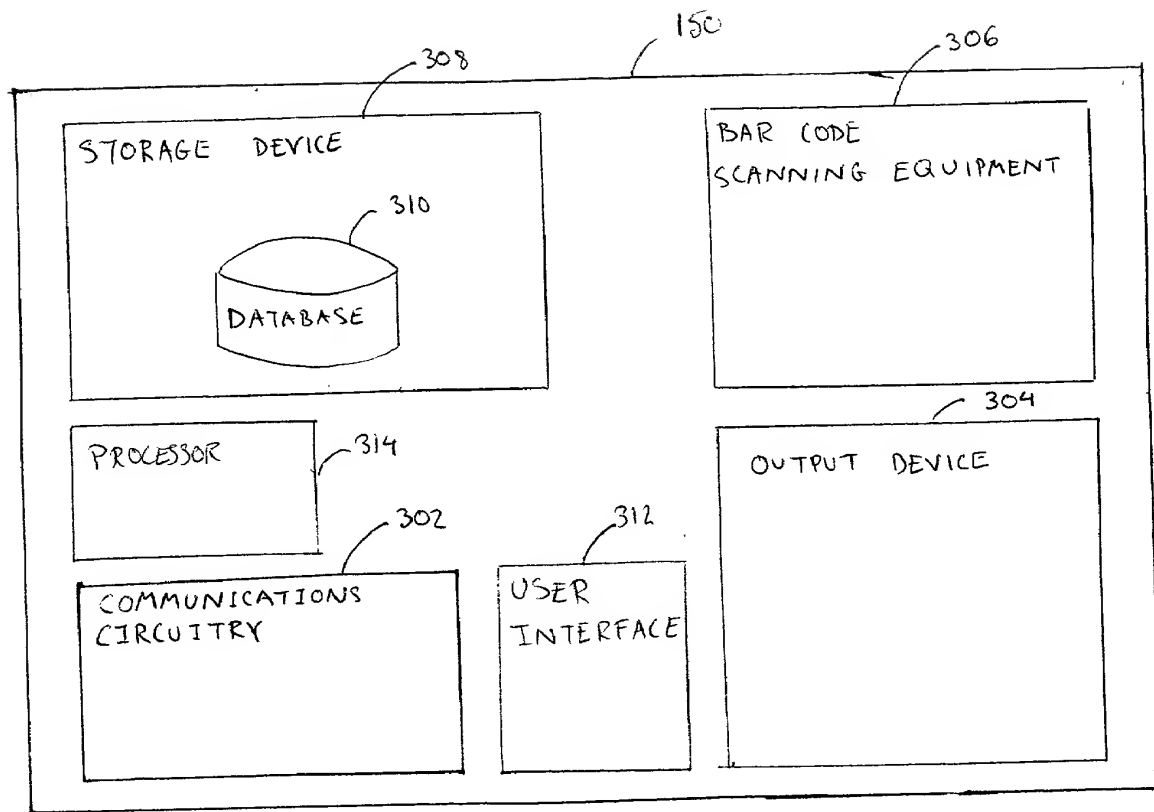 150
308
306
STORAGE DEVICE
BAR CODE
SCANNING EQUIPMENT
310
DATABASE
304
PROCESSOR
314
OUTPUT DEVICE
302
312
COMMUNICATIONS
CIRCUITRY
USER
INTERFACE